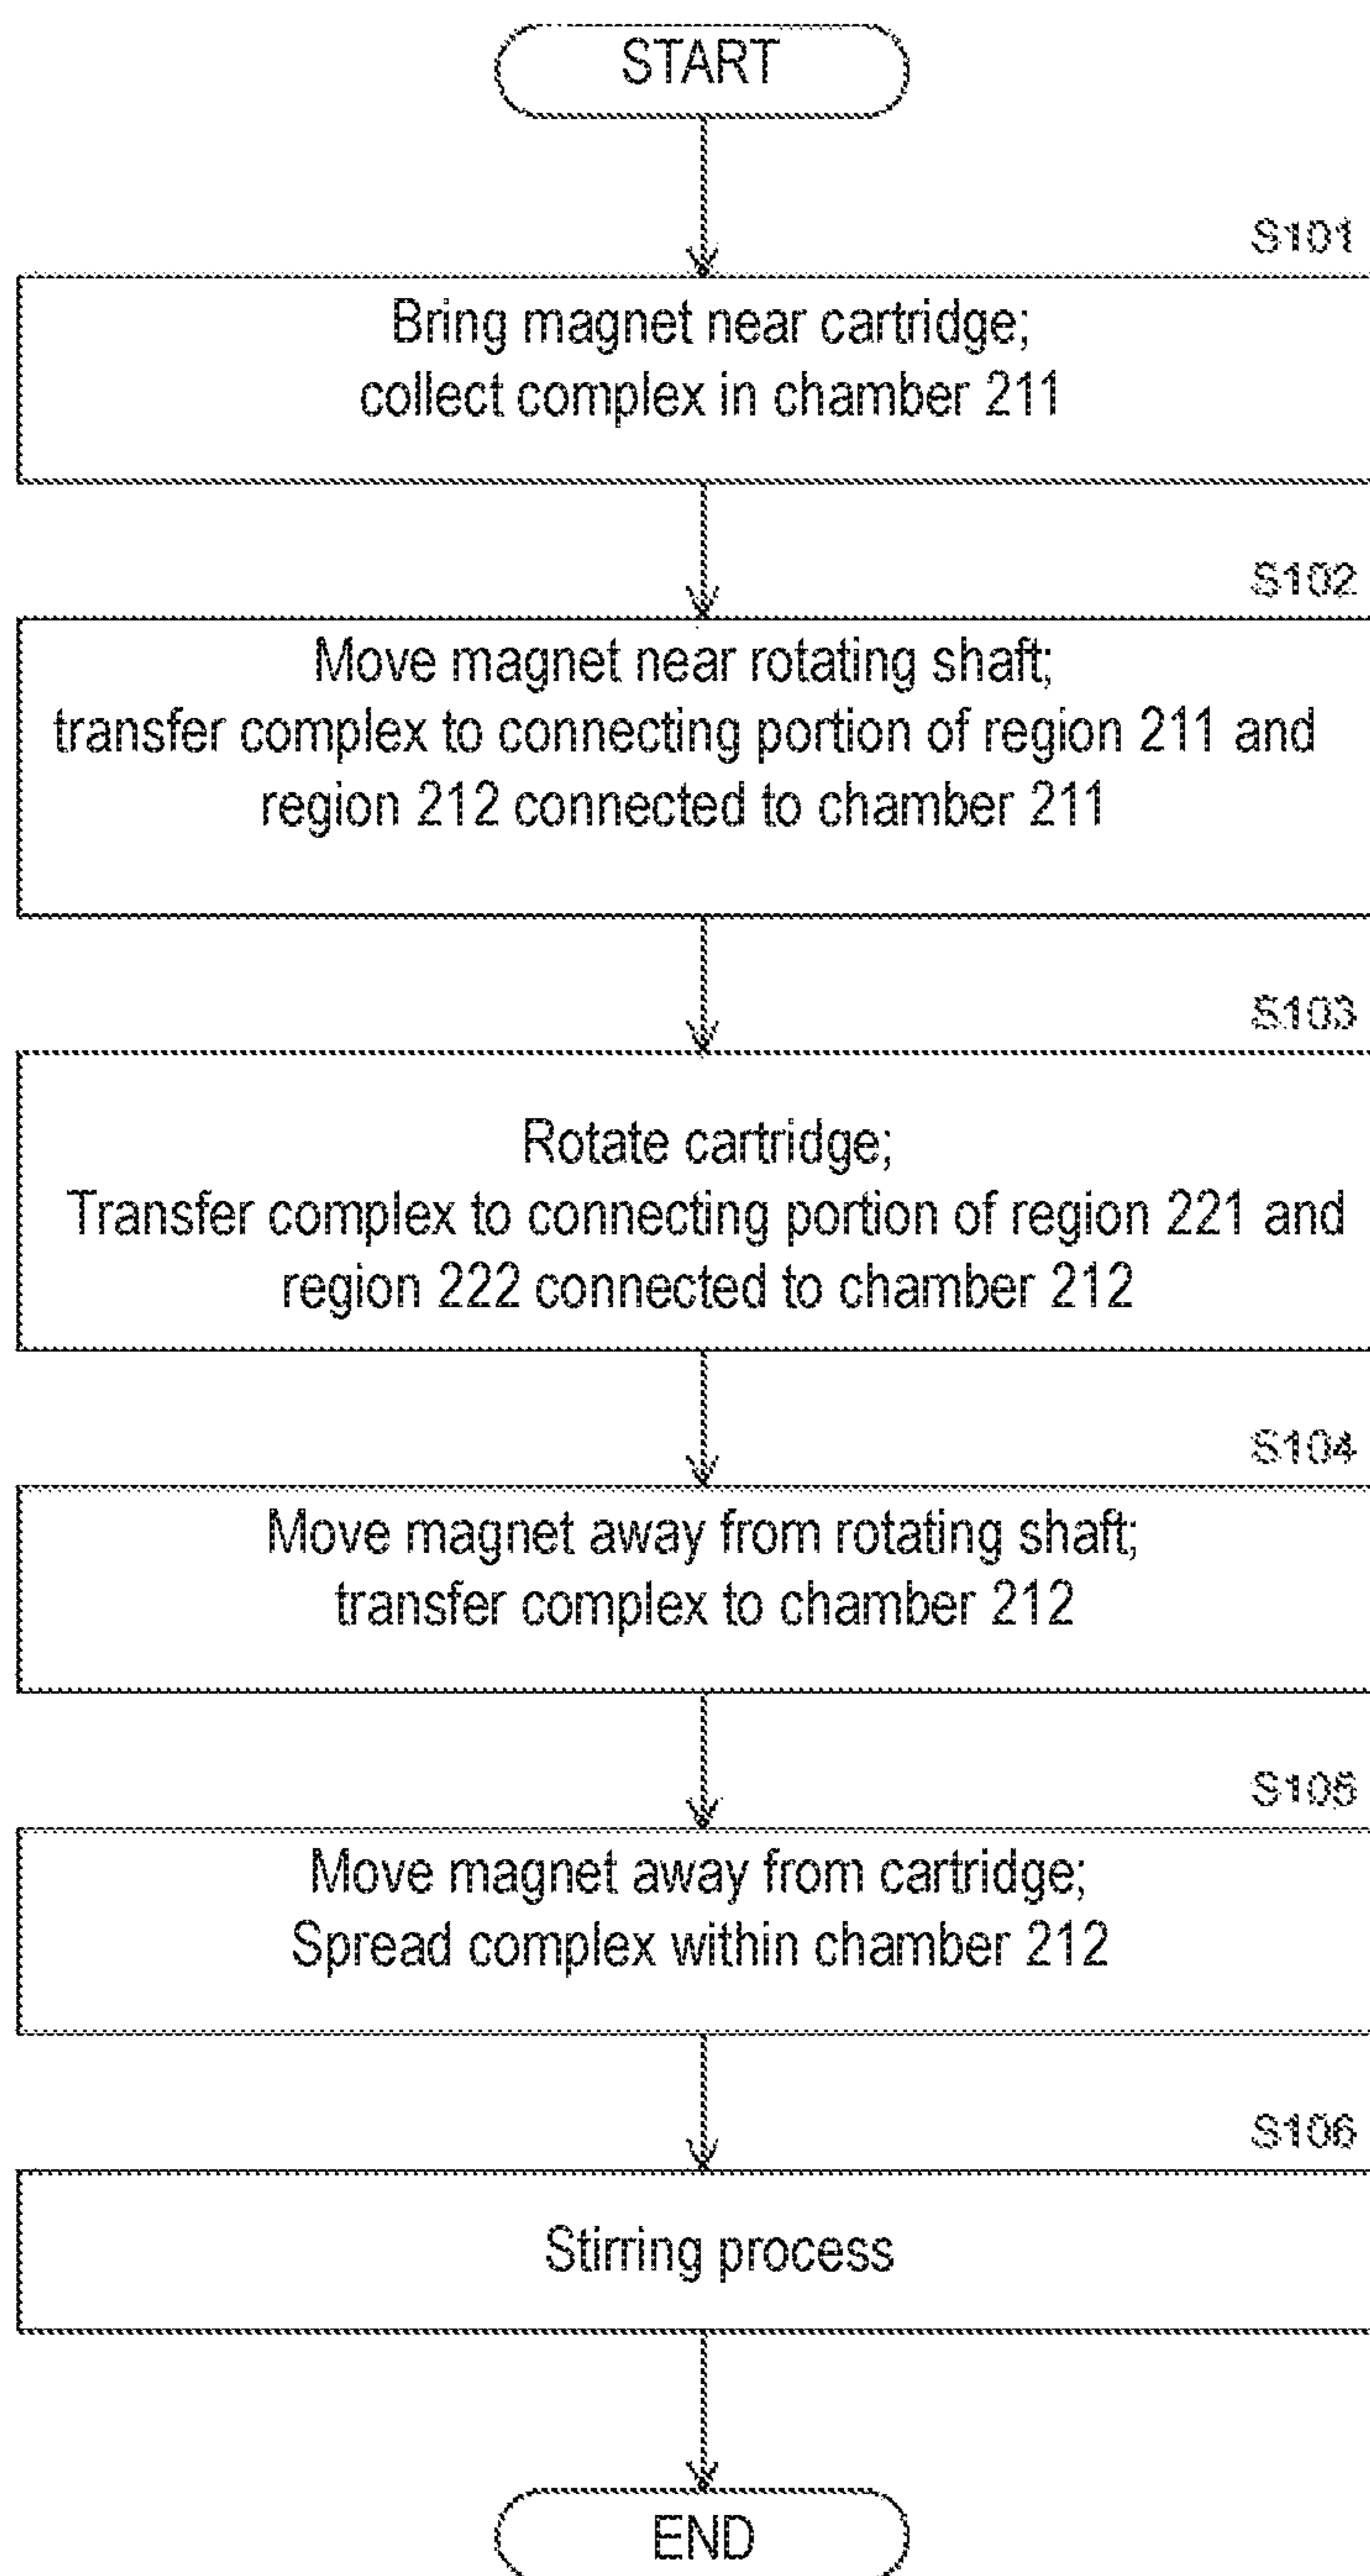 START
S101
Bring magnet near cartridge;
collect complex in chamber 211
S102
Move magnet near rotating shaft;
transfer complex to connecting portion of region 211 and
region 212 connected to chamber 211
S103
Rotate cartridge;
Transfer complex to connecting portion of region 221 and
region 222 connected to chamber 212
S104
Move magnet away from rotating shaft;
transfer complex to chamber 212
S105
Move magnet away from cartridge;
Spread complex within chamber 212
S106
Stirring process
END